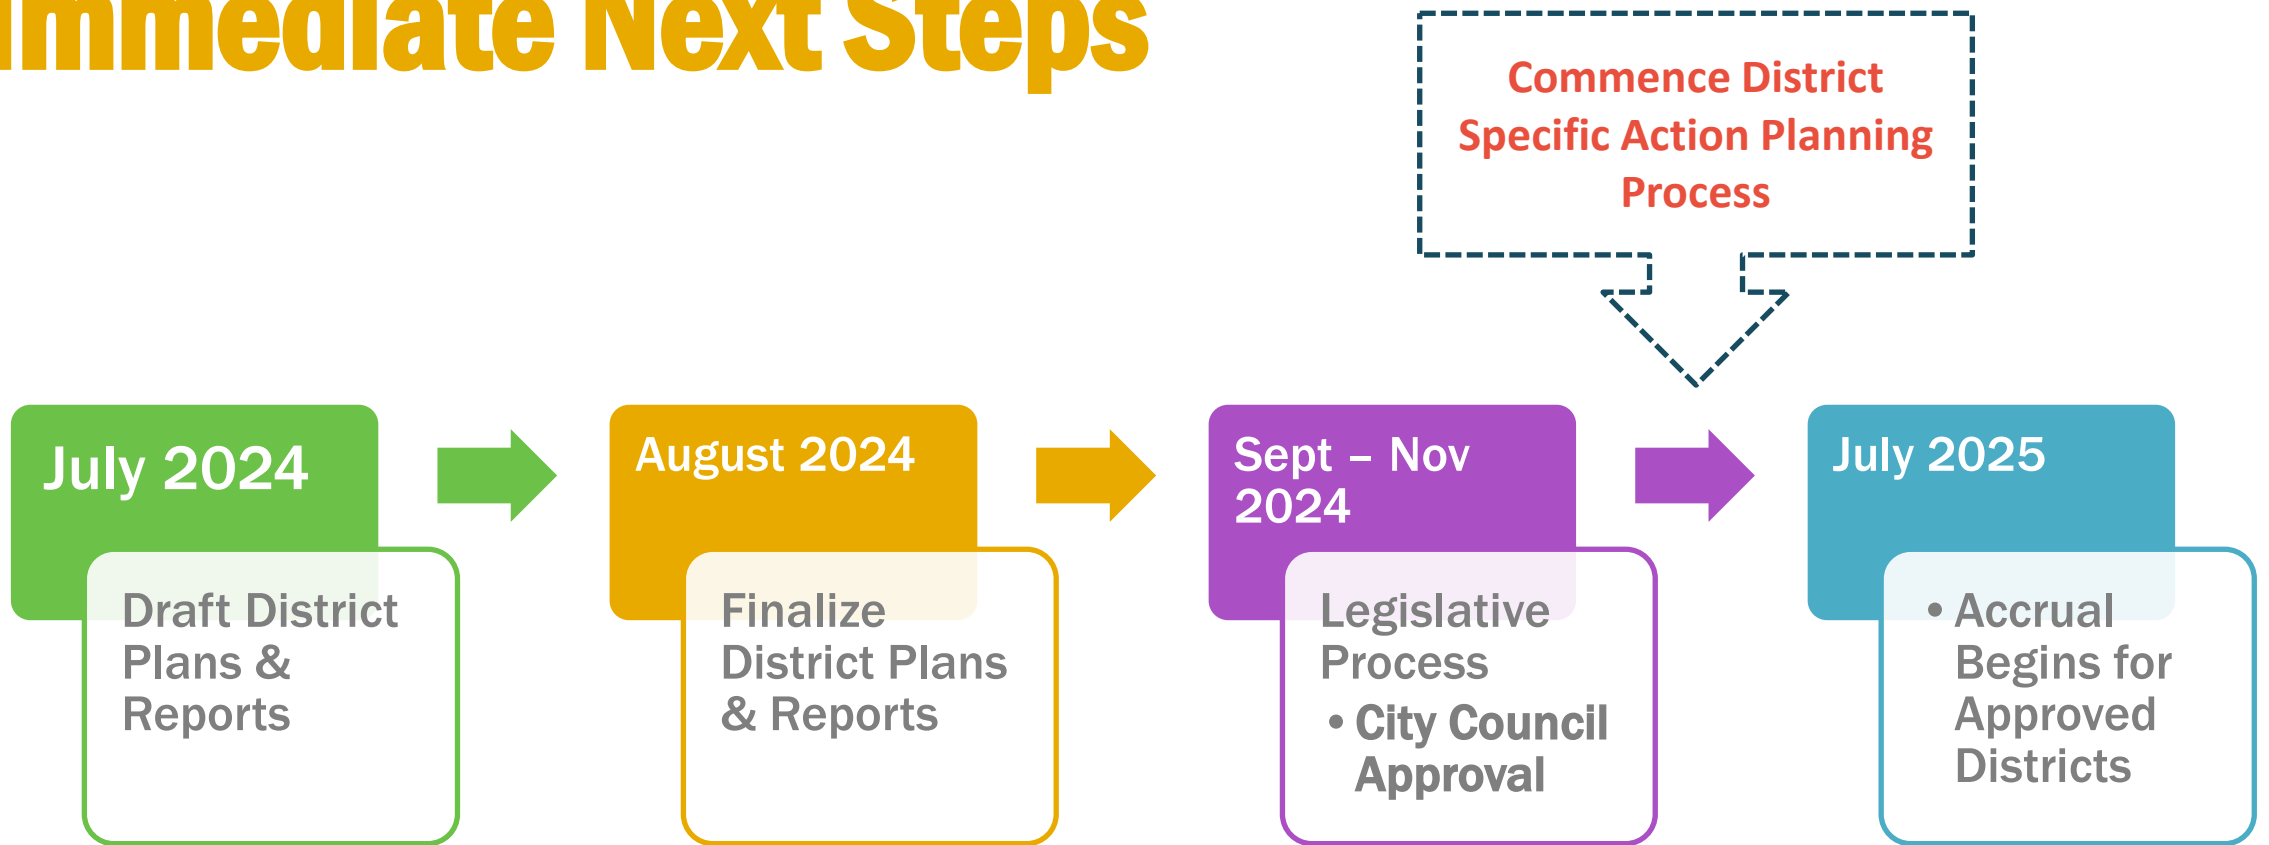 Immediate Next Steps
Commence District
Specific Action Planning
Process
July 2024
Draft District
Plans &
Reports
August 2024
Finalize
District Plans
& Reports
Sept – Nov
2024
Legislative
Process
• City Council
Approval
July 2025
• Accrual
Begins for
Approved
Districts